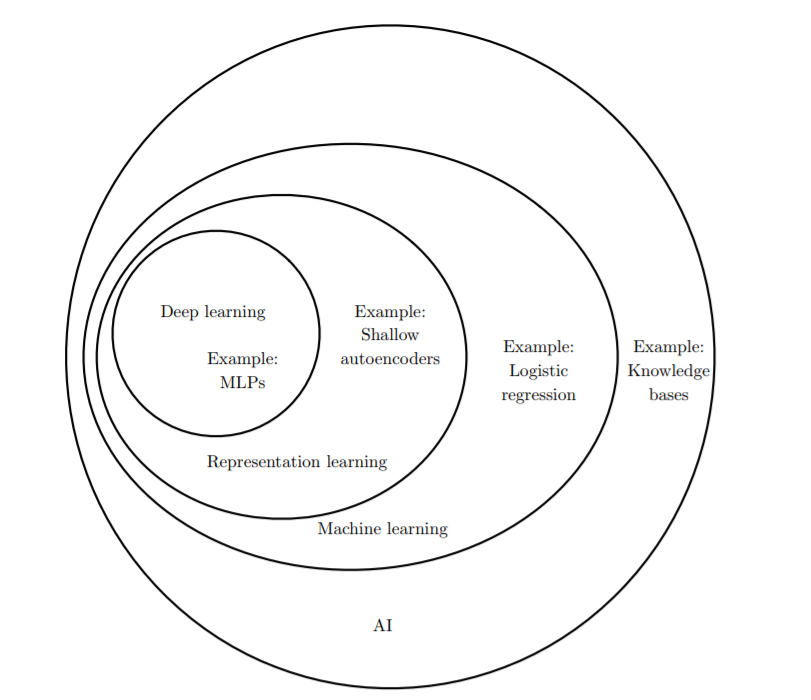 Deep learning
Example:
MLPs
Example:
Shallow
autoencoders
Example:
Logistic
regression
Example:
Knowledge
bases
Representation learning
Machine learning
AI